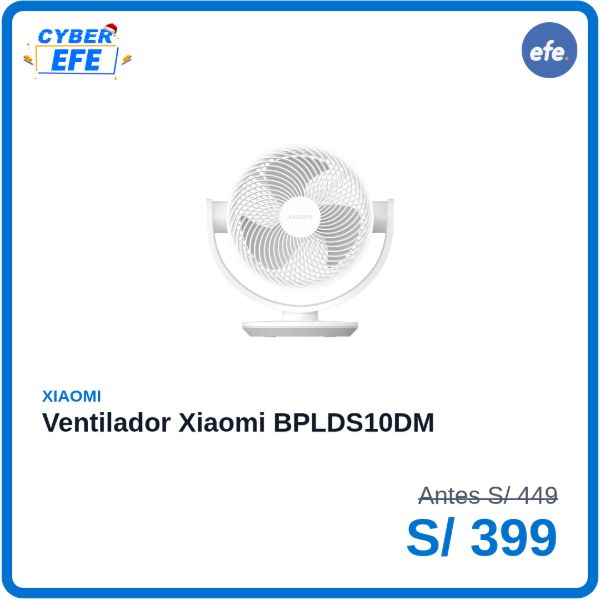 CYBER
EFE
efe.
XIAOMI
XIAOMI
Ventilador Xiaomi BPLDS10DM
Antes S/ 449
S/ 399